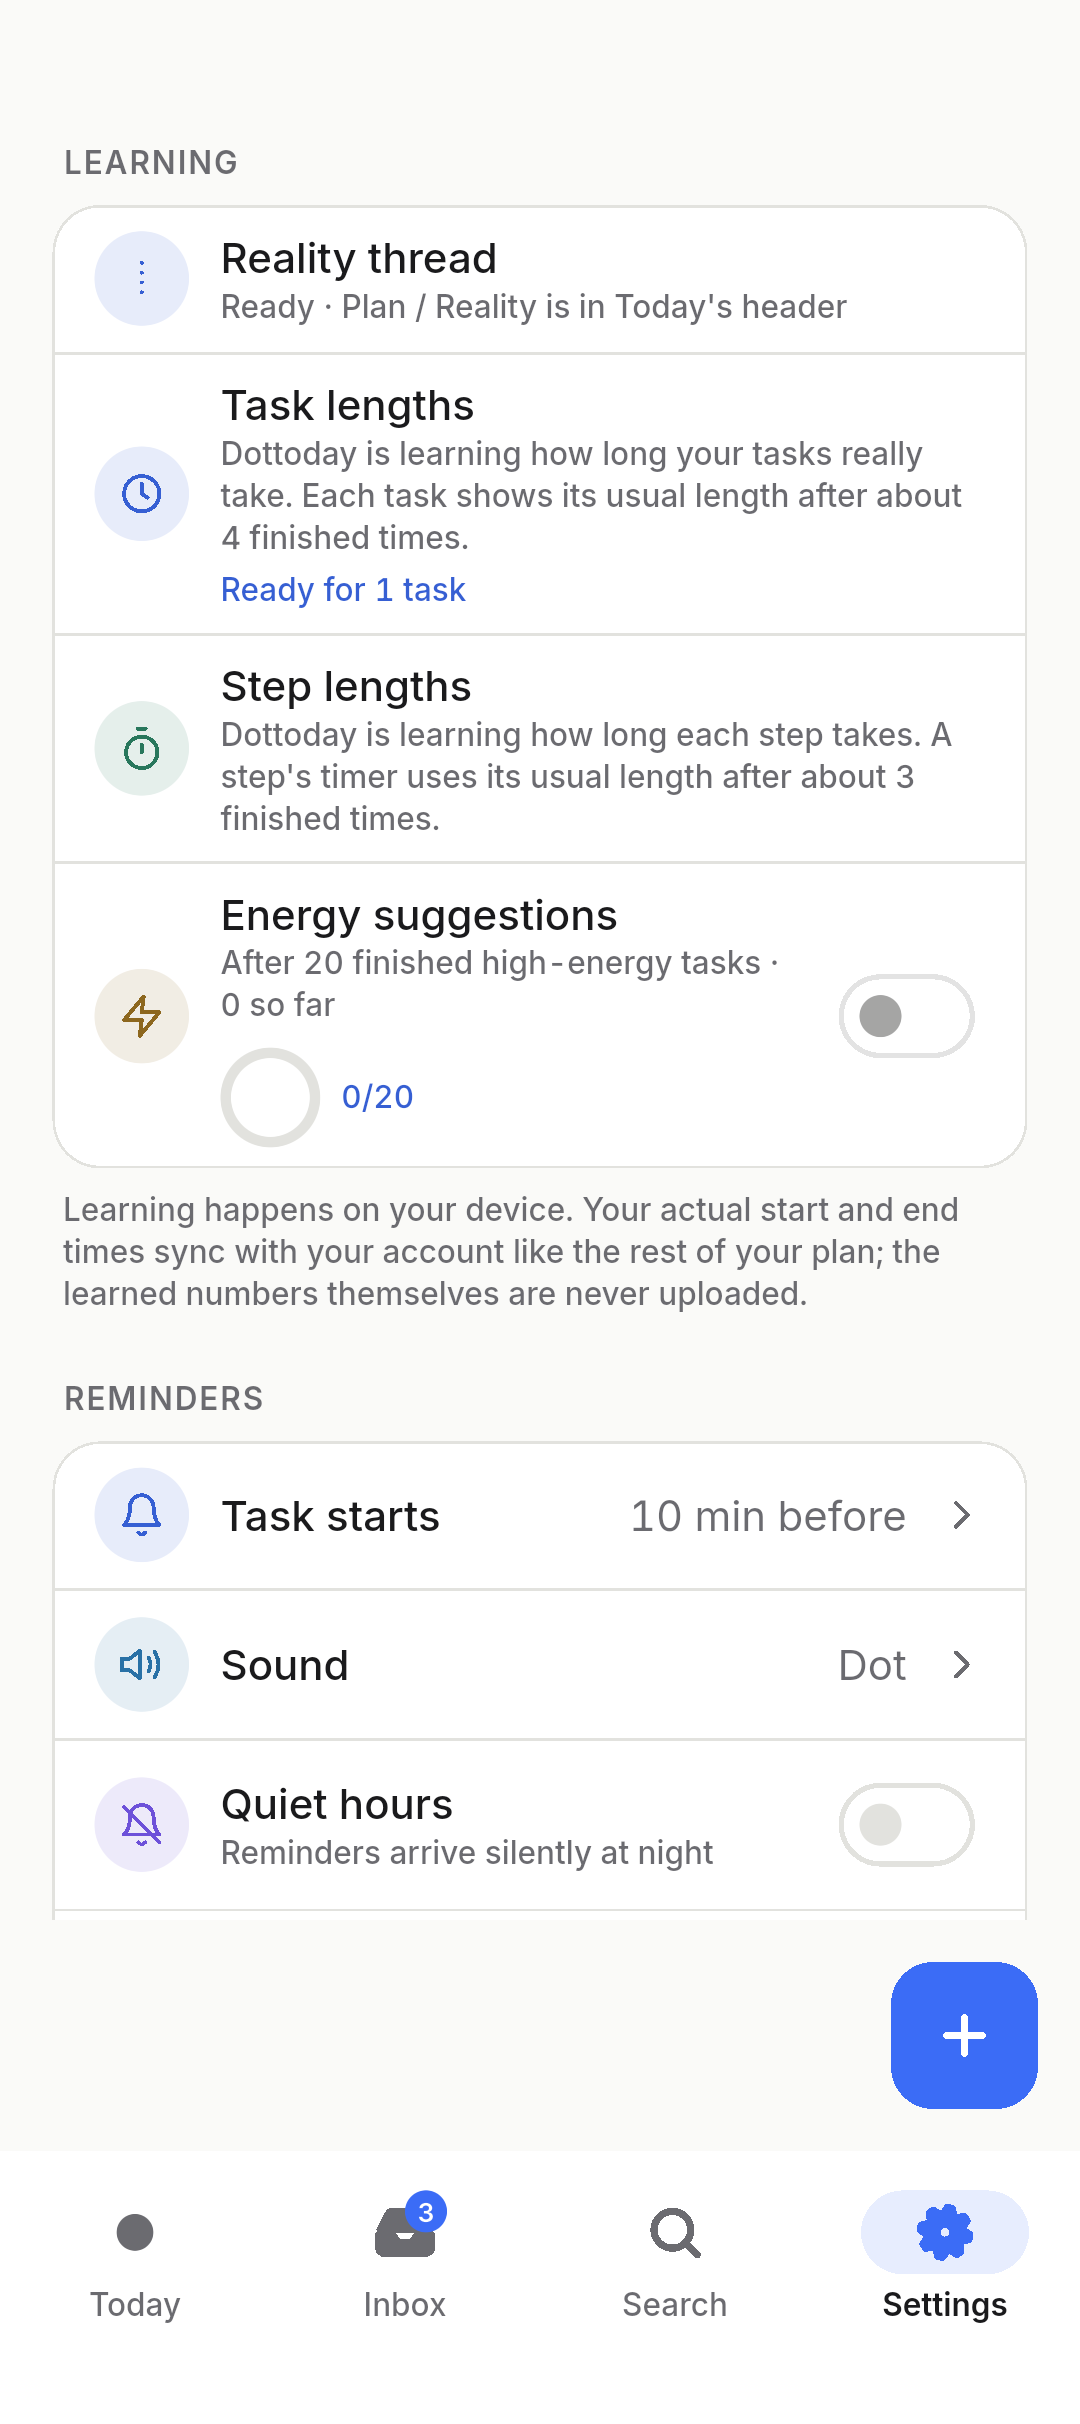 LEARNING
Reality thread
Ready · Plan / Reality is in Today's header
Task lengths
Dottoday is learning how long your tasks really
take. Each task shows its usual length after about
4 finished times.
Ready for 1 task
Step lengths
Dottoday is learning how long each step takes. A
step's timer uses its usual length after about 3
finished times.
Energy suggestions
After 20 finished high-energy tasks ·
0 so far
0/20
Learning happens on your device. Your actual start and end
times sync with your account like the rest of your plan; the
learned numbers themselves are never uploaded.
REMINDERS
Task starts 10 min before
Sound Dot
Quiet hours
Reminders arrive silently at night
3
Today Inbox Search Settings